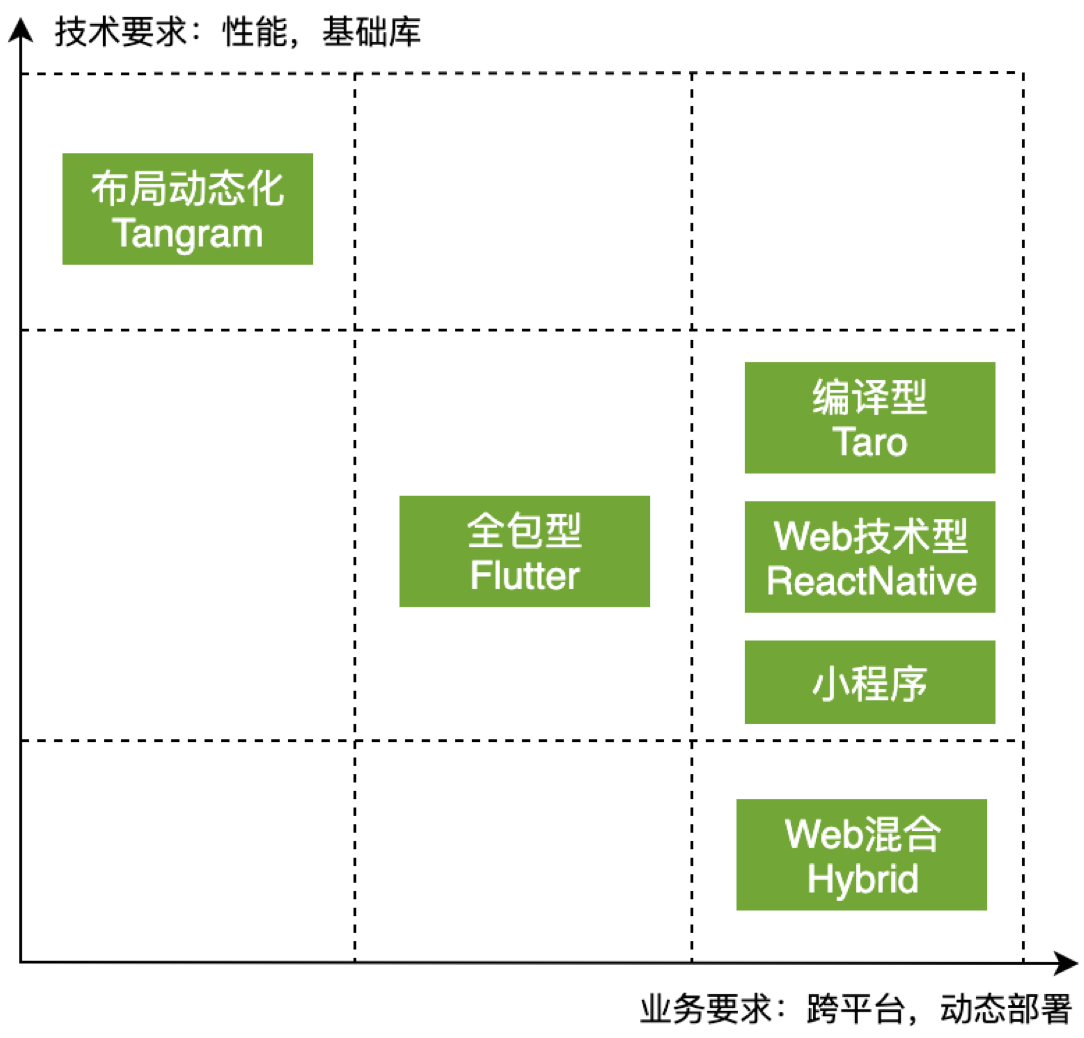 技术要求：性能，基础库
布局动态化
Tangram
编译型
Taro
全包型
Flutter
Web技术型
ReactNative
小程序
Web混合
Hybrid
业务要求：跨平台，动态部署